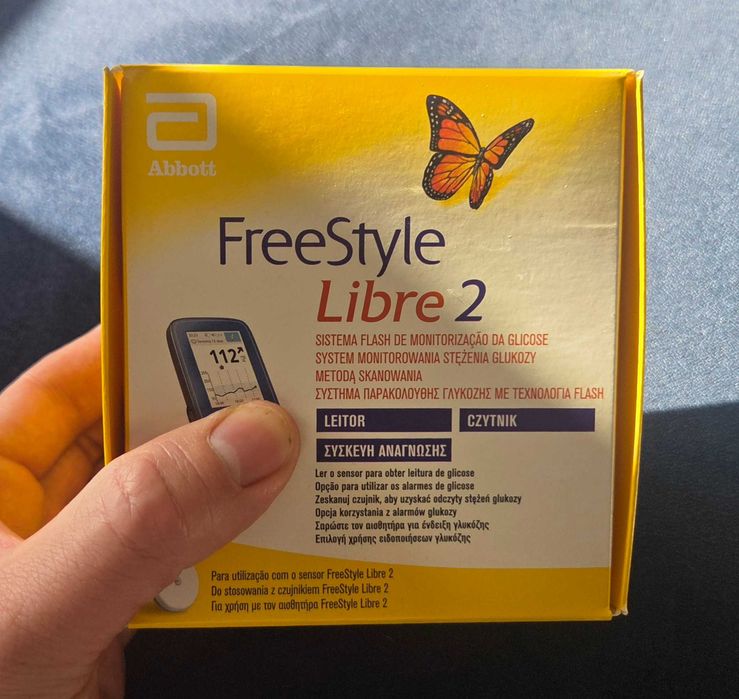 Abbott
FreeStyle
Libre 2
SISTEMA FLASH DE MONITORIZAÇÃO DA GLICOSE
SYSTEM MONITOROWANIA STĘŻENIA GLUKOZY
METODĄ SKANOWANIA
ΣΥΣΤΗΜΑ ΠΑΡΑΚΟΛΟΥΘΗΣ ΓΛΥΚΟΖΗΣ ΜΕ ΤΕΧΝΟΛΟΓΙΑ FLASH
112
LEITOR
CZYTNIK
ΣΥΣΚΕΥΗ ΑΝΑΓΝΩΣΗΣ
Ler o sensor para obter leitura de glicose
Opção para utilizar os alarmes de glicose
Zeskanuj czujnik, aby uzyskać odczyty stężeń glukozy
Opcja korzystania z alarmów glukozy
Σαρώστε τον αισθητήρα για ένδειξη γλυκόζης
Επιλογή χρήσης ειδοποιήσεων γλυκόζης
Para utilização com o sensor FreeStyle Libre 2
Do stosowania z czujnikiem FreeStyle Libre 2
Για χρήση με τον αισθητήρα FreeStyle Libre 2